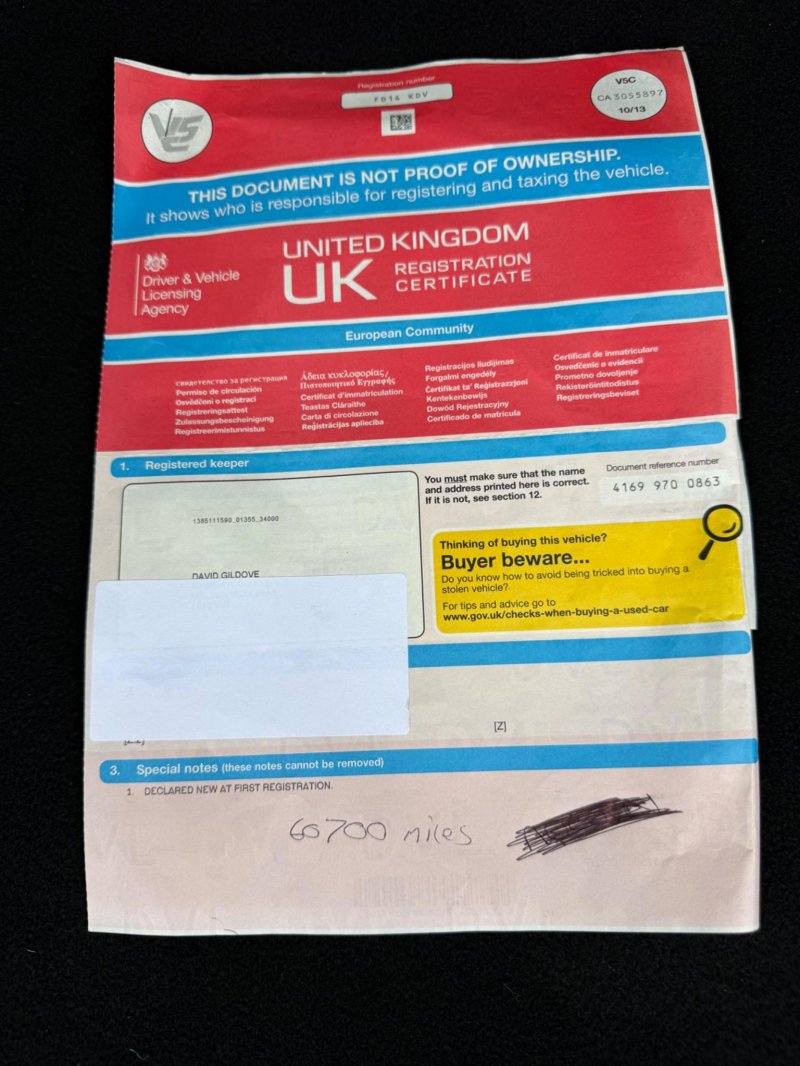 Registration number
FD14 KDV
V5C
CA 3055897
10/13
V5C
THIS DOCUMENT IS NOT PROOF OF OWNERSHIP.
It shows who is responsible for registering and taxing the vehicle.
Driver & Vehicle
Licensing
Agency
UNITED KINGDOM
UK REGISTRATION
CERTIFICATE
European Community
свидетелство за регистрация
Permiso de circulación
Osvědčení o registraci
Registreringsattest
Zulassungsbescheinigung
Registreerimistunnistus
Άδεια κυκλοφορίας/
Πιστοποιητικό Εγγραφής
Certificat d'immatriculation
Teastas Cláraithe
Carta di circolazione
Reģistrācijas apliecība
Registracijos liudijimas
Forgalmi engedély
Ċertifikat ta' Reġistrazzjoni
Kentekenbewijs
Dowód Rejestracyjny
Certificado de matrícula
Certificat de inmatriculare
Osvedčenie o evidencii
Prometno dovoljenje
Rekisteröintitodistus
Registreringsbeviset
1. Registered keeper
1385111590_01355_34000
DAVID GILDOVE
You must make sure that the name
and address printed here is correct.
If it is not, see section 12.
Document reference number
4169 970 0863
Thinking of buying this vehicle?
Buyer beware...
Do you know how to avoid being tricked into buying a
stolen vehicle?
For tips and advice go to
www.gov.uk/checks-when-buying-a-used-car
[Z]
3. Special notes (these notes cannot be removed)
1. DECLARED NEW AT FIRST REGISTRATION.
60700 miles